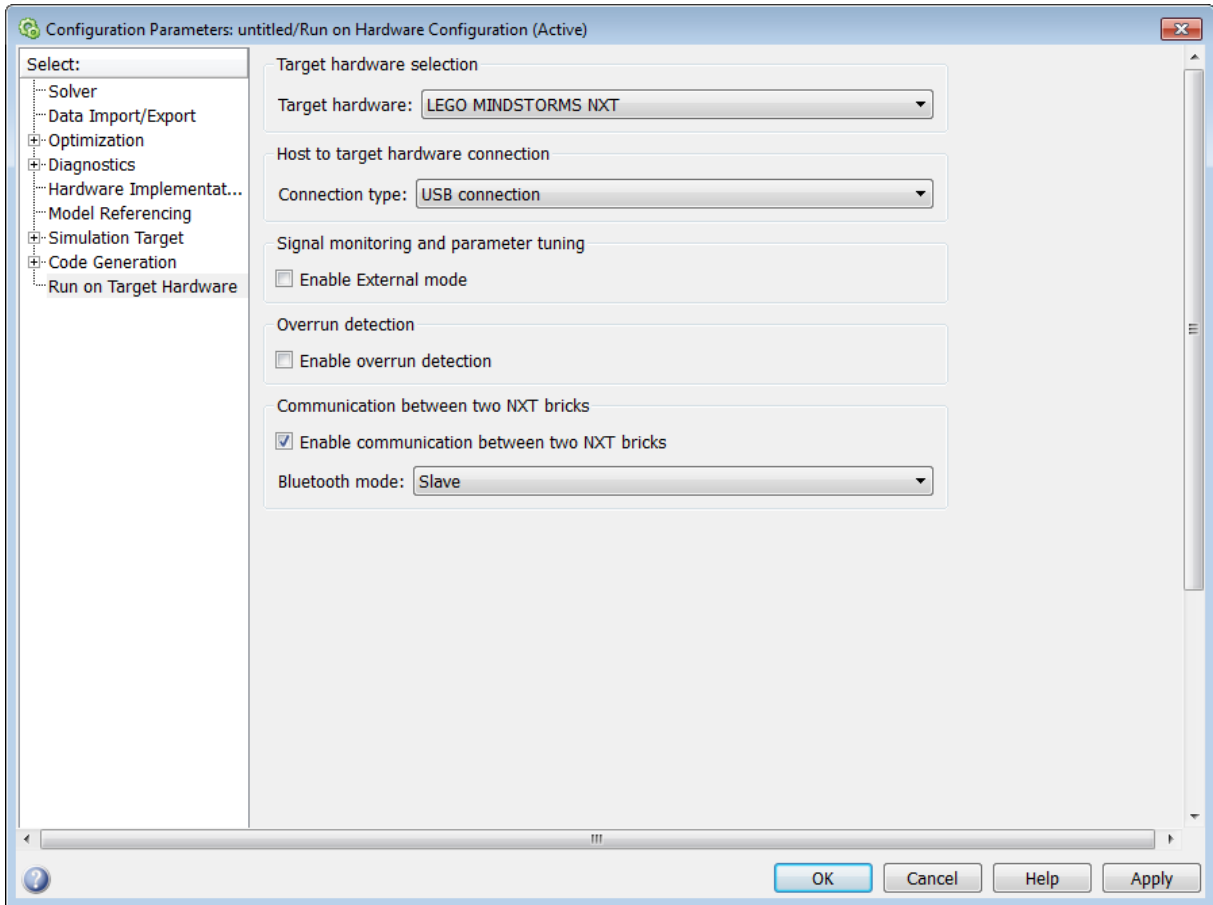 Configuration Parameters: untitled/Run on Hardware Configuration (Active)
Select:
Solver
Data Import/Export
Optimization
Diagnostics
Hardware Implementat...
Model Referencing
Simulation Target
Code Generation
Run on Target Hardware
Target hardware selection
Target hardware: LEGO MINDSTORMS NXT
Host to target hardware connection
Connection type: USB connection
Signal monitoring and parameter tuning
Enable External mode
Overrun detection
Enable overrun detection
Communication between two NXT bricks
Enable communication between two NXT bricks
Bluetooth mode: Slave
OK Cancel Help Apply